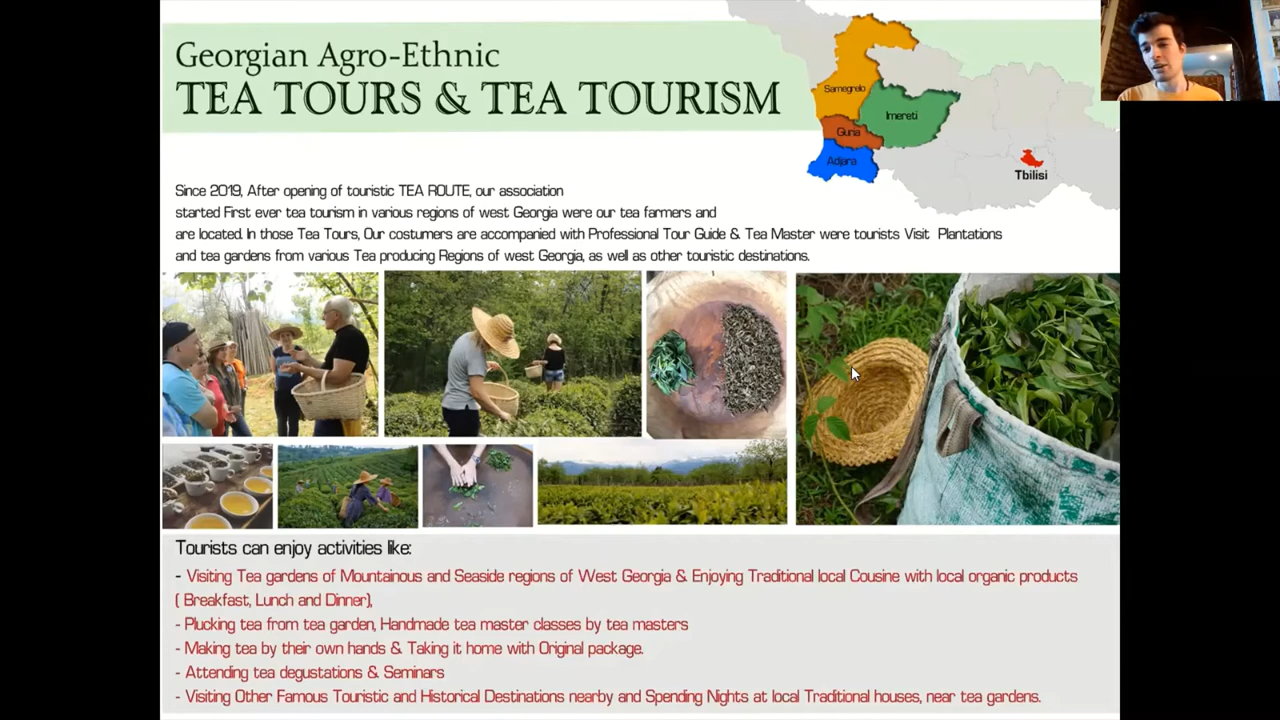 Georgian Agro-Ethnic
TEA TOURS & TEA TOURISM
Samegrelo
Imereti
Guria
Adjara
Tbilisi
Since 2019, After opening of touristic TEA ROUTE, our association
started First ever tea tourism in various regions of west Georgia were our tea farmers and
are located. In those Tea Tours, Our costumers are accompanied with Professional Tour Guide & Tea Master were tourists Visit Plantations
and tea gardens from various Tea producing Regions of west Georgia, as well as other touristic destinations.
Tourists can enjoy activities like:
- Visiting Tea gardens of Mountainous and Seaside regions of West Georgia & Enjoying Traditional local Cousine with local organic products
( Breakfast, Lunch and Dinner),
- Plucking tea from tea garden, Handmade tea master classes by tea masters
- Making tea by their own hands & Taking it home with Original package.
- Attending tea degustations & Seminars
- Visiting Other Famous Touristic and Historical Destinations nearby and Spending Nights at local Traditional houses, near tea gardens.